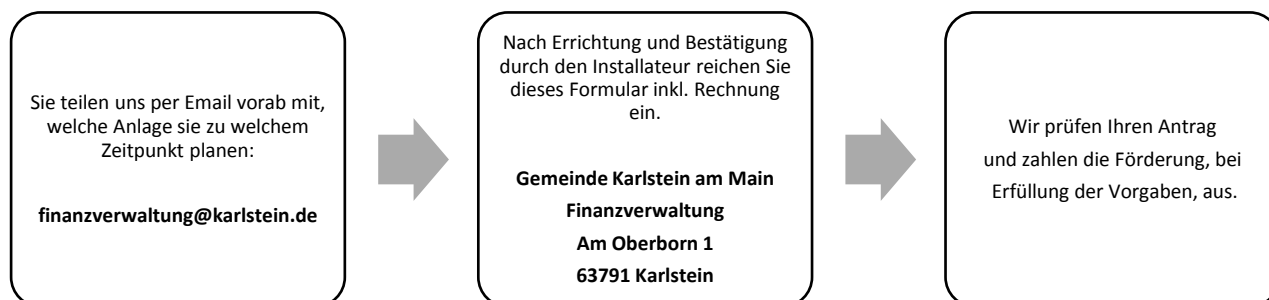 Sie teilen uns per Email vorab mit,
welche Anlage sie zu welchem
Zeitpunkt planen:
finanzverwaltung@karlstein.de
Nach Errichtung und Bestätigung
durch den Installateur reichen Sie
dieses Formular inkl. Rechnung
ein.
Gemeinde Karlstein am Main
Finanzverwaltung
Am Oberborn 1
63791 Karlstein
Wir prüfen Ihren Antrag
und zahlen die Förderung, bei
Erfüllung der Vorgaben, aus.